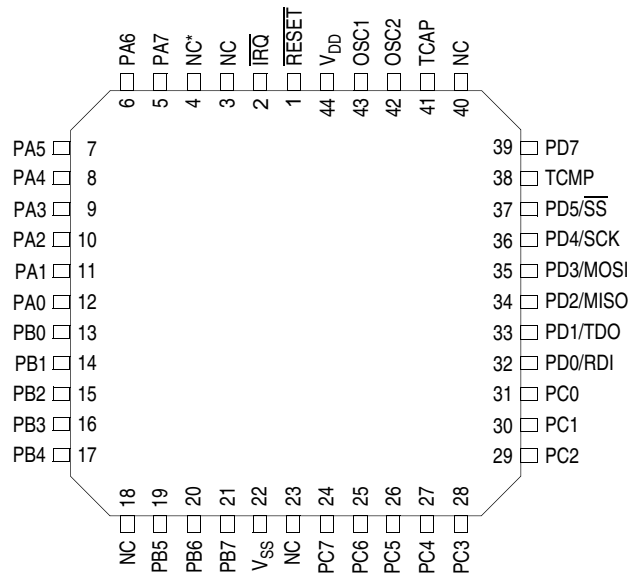 PA6 PA7 NC* NC I̅R̅Q̅ R̅E̅S̅E̅T̅ VDD OSC1 OSC2 TCAP NC
6 5 4 3 2 1 44 43 42 41 40
PA5 7 39 PD7
PA4 8 38 TCMP
PA3 9 37 PD5/S̅S̅
PA2 10 36 PD4/SCK
PA1 11 35 PD3/MOSI
PA0 12 34 PD2/MISO
PB0 13 33 PD1/TDO
PB1 14 32 PD0/RDI
PB2 15 31 PC0
PB3 16 30 PC1
PB4 17 29 PC2
18 19 20 21 22 23 24 25 26 27 28
NC PB5 PB6 PB7 VSS NC PC7 PC6 PC5 PC4 PC3